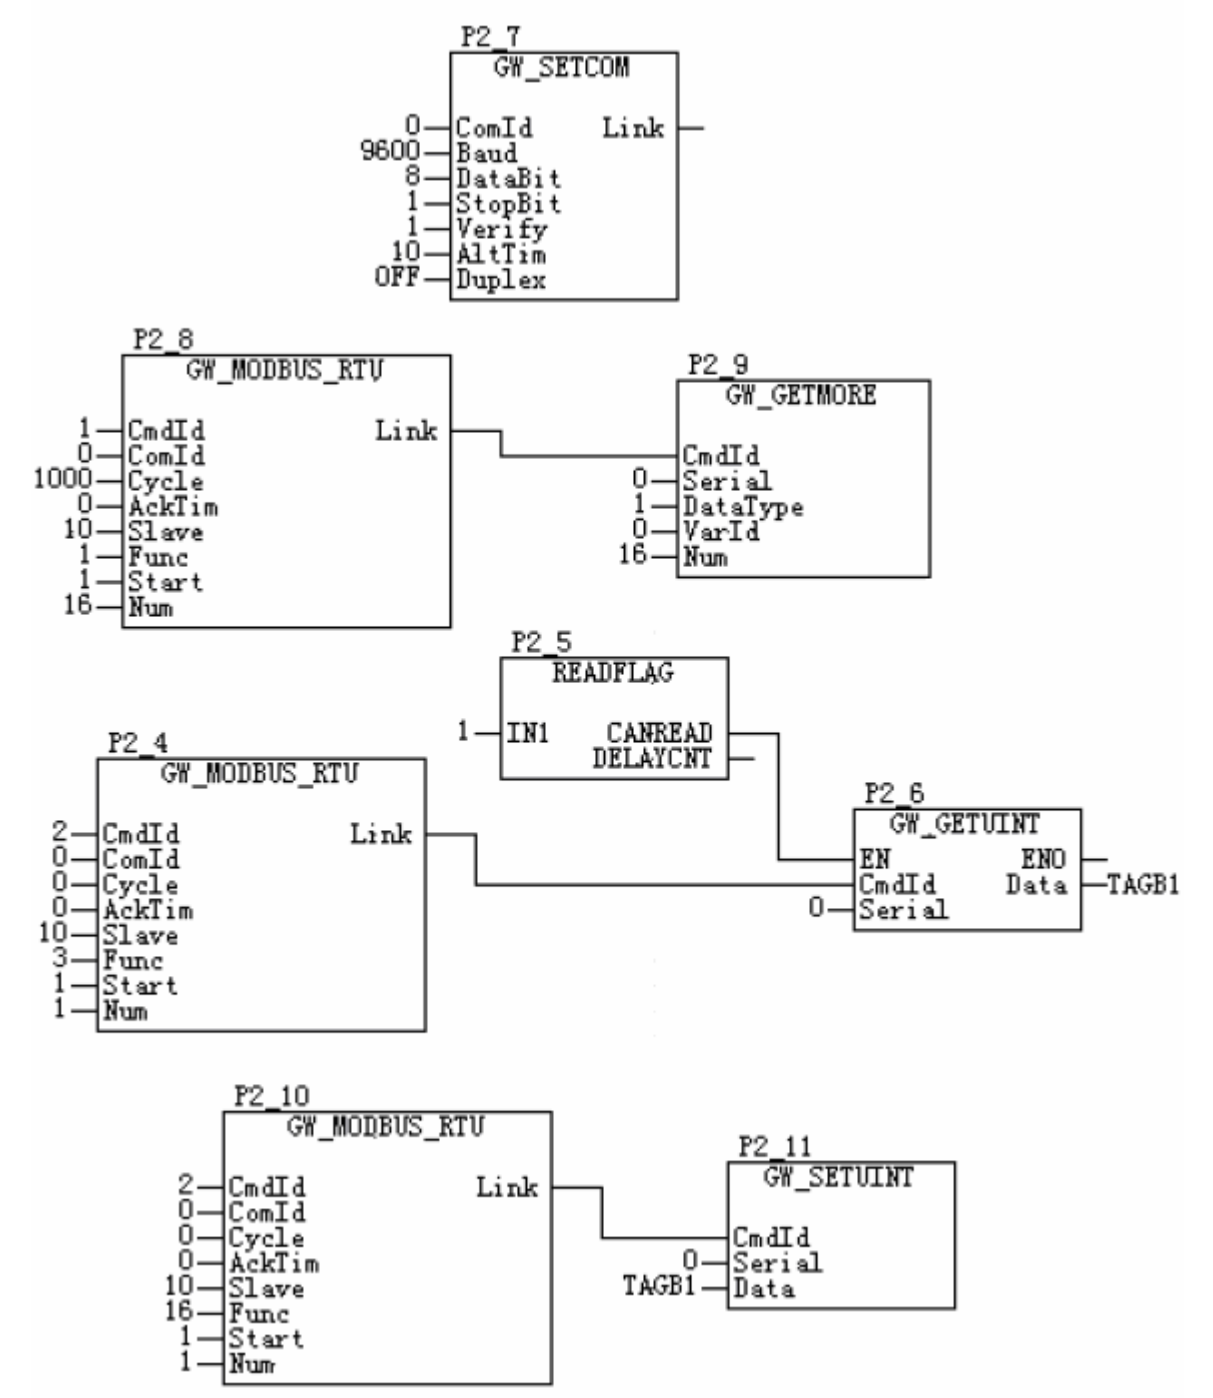 P2_7
GW_SETCOM
0 ComId Link
9600 Baud
8 DataBit
1 StopBit
1 Verify
10 AltTim
OFF Duplex
P2_8
GW_MODBUS_RTU
1 CmdId Link
0 ComId
1000 Cycle
0 AckTim
10 Slave
1 Func
1 Start
16 Num
P2_9
GW_GETMORE
CmdId
0 Serial
1 DataType
0 VarId
16 Num
P2_5
READFLAG
1 IN1 CANREAD
DELAYCNT
P2_4
GW_MODBUS_RTU
2 CmdId Link
0 ComId
0 Cycle
0 AckTim
10 Slave
3 Func
1 Start
1 Num
P2_6
GW_GETUINT
EN ENO
CmdId Data TAGB1
0 Serial
P2_10
GW_MODBUS_RTU
2 CmdId Link
0 ComId
0 Cycle
0 AckTim
10 Slave
16 Func
1 Start
1 Num
P2_11
GW_SETUINT
CmdId
0 Serial
TAGB1 Data